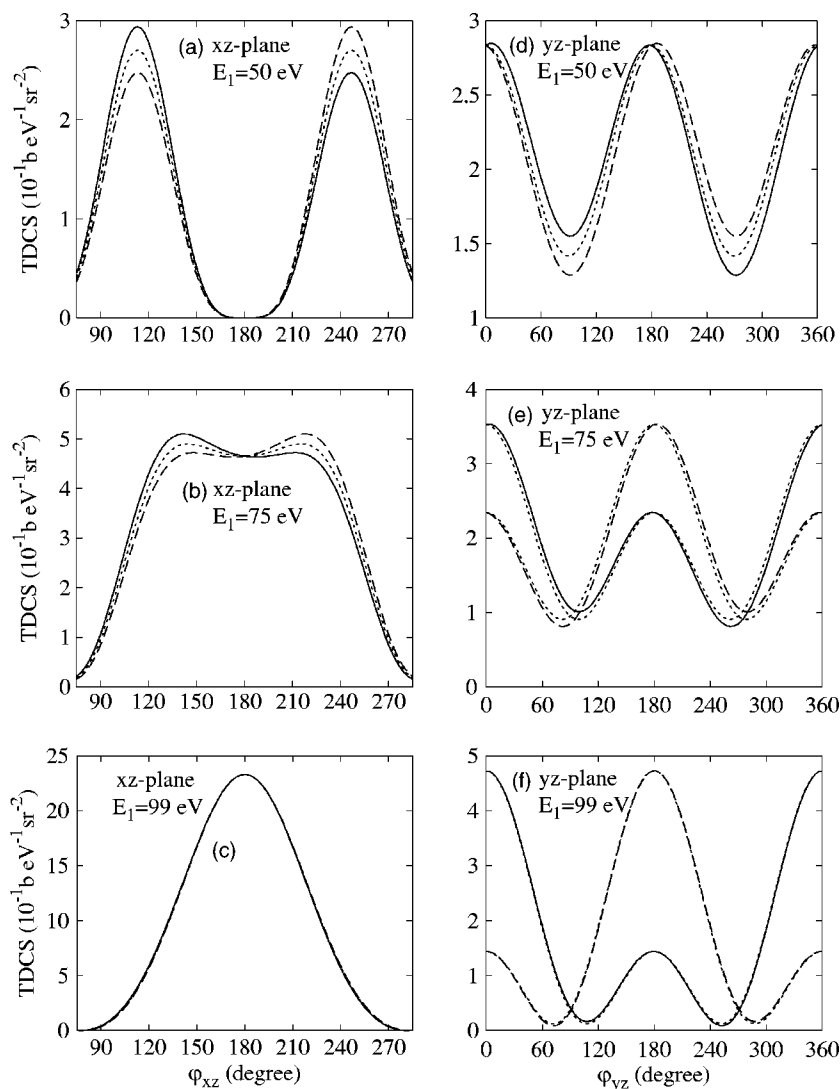 (a) xz-plane
E₁=50 eV
TDCS (10⁻¹b eV⁻¹sr⁻²)
3
2
1
0
90 120 150 180 210 240 270
(d) yz-plane
E₁=50 eV
3
2.5
2
1.5
1
0 60 120 180 240 300 360
(b) xz-plane
E₁=75 eV
TDCS (10⁻¹b eV⁻¹sr⁻²)
6
5
4
3
2
1
0
90 120 150 180 210 240 270
(e) yz-plane
E₁=75 eV
4
3
2
1
0
0 60 120 180 240 300 360
xz-plane
E₁=99 eV
(c)
TDCS (10⁻¹b eV⁻¹sr⁻²)
25
20
15
10
5
0
90 120 150 180 210 240 270
φxz (degree)
(f) yz-plane
E₁=99 eV
5
4
3
2
1
0
0 60 120 180 240 300 360
φyz (degree)